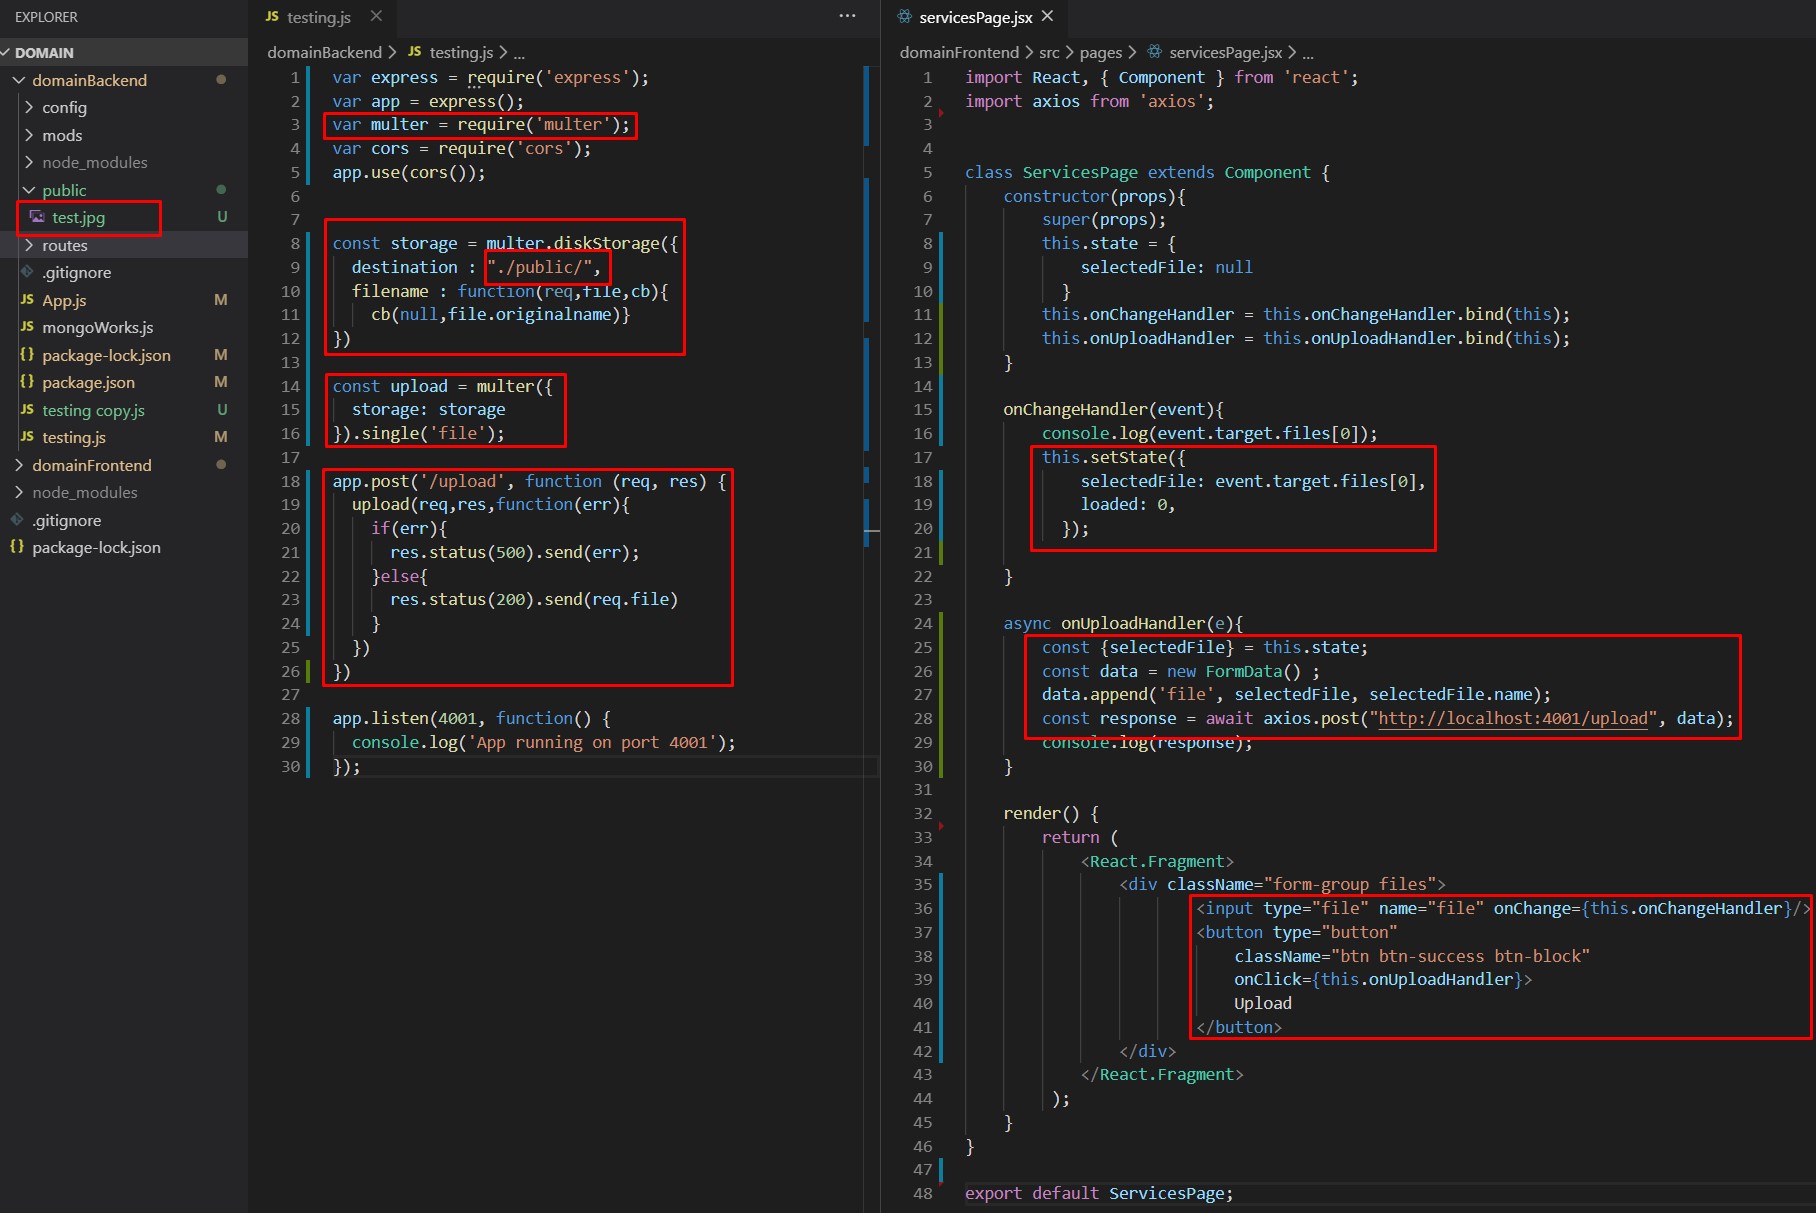 EXPLORER
DOMAIN
domainBackend
config
mods
node_modules
public
test.jpg U
routes
.gitignore
JS App.js M
JS mongoWorks.js
{} package-lock.json M
{} package.json M
JS testing copy.js U
JS testing.js M
domainFrontend
node_modules
.gitignore
{} package-lock.json
JS testing.js ×
...
domainBackend > JS testing.js > ...
1 var express = require('express');
2 var app = express();
3 var multer = require('multer');
4 var cors = require('cors');
5 app.use(cors());
6
7
8 const storage = multer.diskStorage({
9 destination : "./public/",
10 filename : function(req,file,cb){
11 cb(null,file.originalname)}
12 })
13
14 const upload = multer({
15 storage: storage
16 }).single('file');
17
18 app.post('/upload', function (req, res) {
19 upload(req,res,function(err){
20 if(err){
21 res.status(500).send(err);
22 }else{
23 res.status(200).send(req.file)
24 }
25 })
26 })
27
28 app.listen(4001, function() {
29 console.log('App running on port 4001');
30 });
servicesPage.jsx ×
domainFrontend > src > pages > servicesPage.jsx > ...
1 import React, { Component } from 'react';
2 import axios from 'axios';
3
4
5 class ServicesPage extends Component {
6 constructor(props){
7 super(props);
8 this.state = {
9 selectedFile: null
10 }
11 this.onChangeHandler = this.onChangeHandler.bind(this);
12 this.onUploadHandler = this.onUploadHandler.bind(this);
13 }
14
15 onChangeHandler(event){
16 console.log(event.target.files[0]);
17 this.setState({
18 selectedFile: event.target.files[0],
19 loaded: 0,
20 });
21
22 }
23
24 async onUploadHandler(e){
25 const {selectedFile} = this.state;
26 const data = new FormData() ;
27 data.append('file', selectedFile, selectedFile.name);
28 const response = await axios.post("http://localhost:4001/upload", data);
29 console.log(response);
30 }
31
32 render() {
33 return (
34 <React.Fragment>
35 <div className="form-group files">
36 <input type="file" name="file" onChange={this.onChangeHandler}/>
37 <button type="button"
38 className="btn btn-success btn-block"
39 onClick={this.onUploadHandler}>
40 Upload
41 </button>
42 </div>
43 </React.Fragment>
44 );
45 }
46 }
47
48 export default ServicesPage;